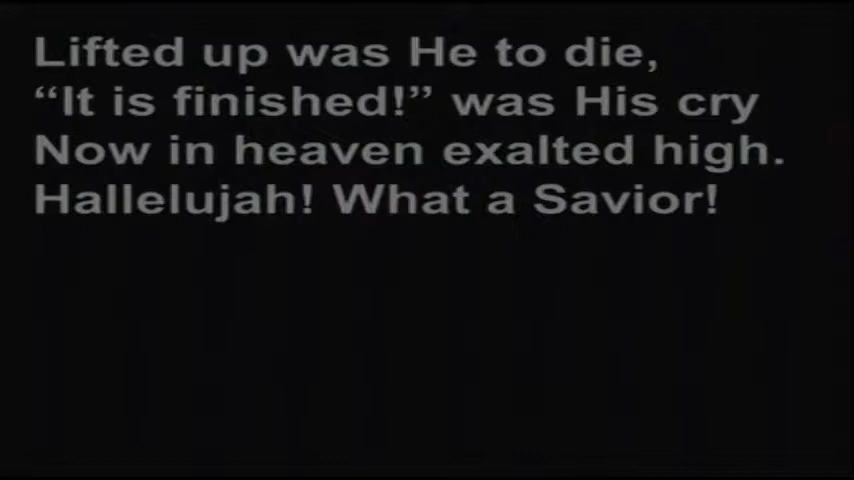 Lifted up was He to die,
“It is finished!” was His cry
Now in heaven exalted high.
Hallelujah! What a Savior!